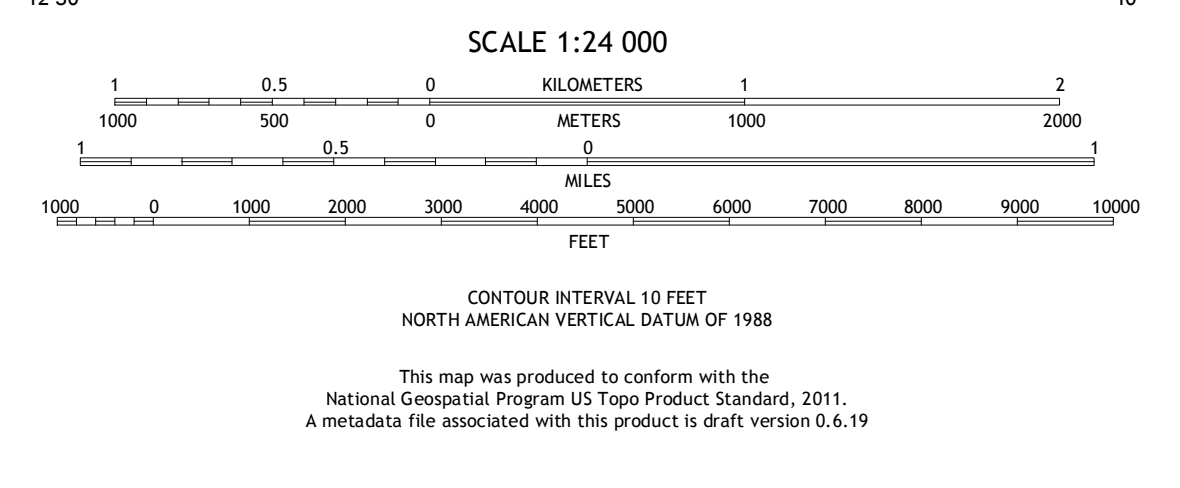 SCALE 1:24 000
1 0.5 0 KILOMETERS 1 2
1000 500 0 METERS 1000 2000
1 0.5 0 1
MILES
1000 0 1000 2000 3000 4000 5000 6000 7000 8000 9000 10000
FEET
CONTOUR INTERVAL 10 FEET
NORTH AMERICAN VERTICAL DATUM OF 1988
This map was produced to conform with the
National Geospatial Program US Topo Product Standard, 2011.
A metadata file associated with this product is draft version 0.6.19